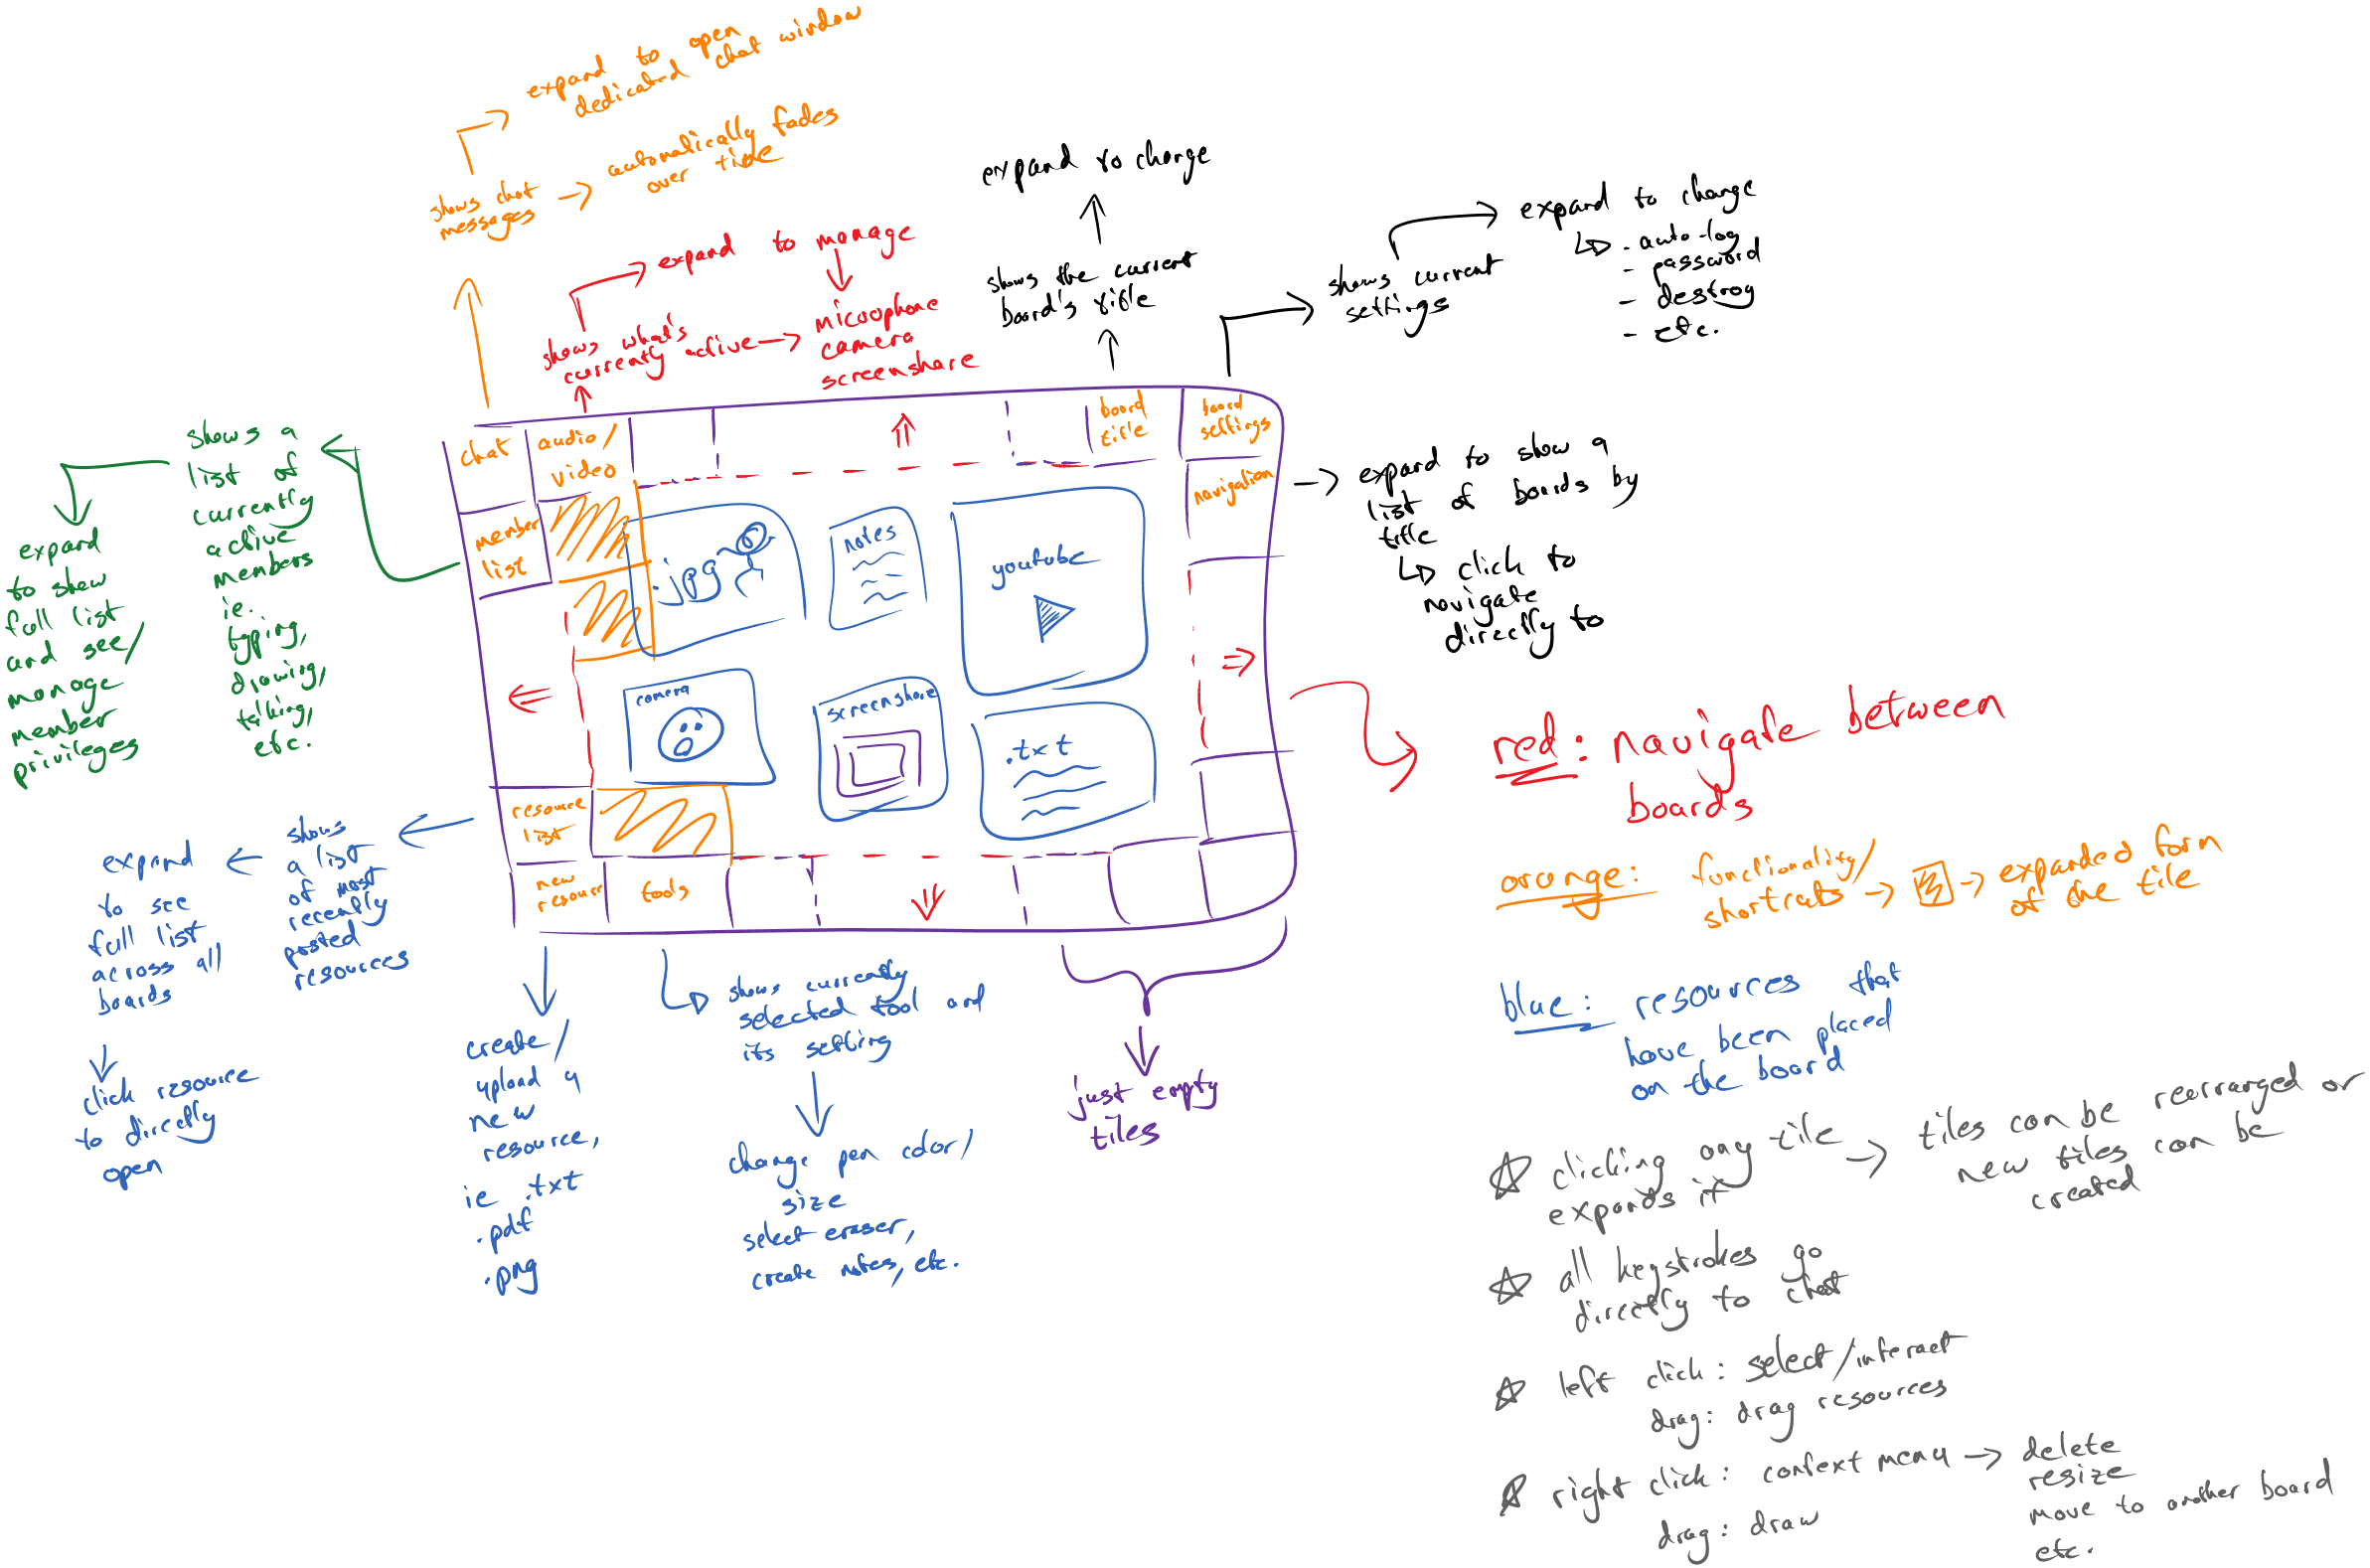 expand to open
dedicated chat window
shows chat
messages
automatically fades
over time
expand to manage
shows what's
currently active
microphone
camera
screenshare
expand to change
shows the current
board's title
shows current
settings
expand to change
- auto-log
- password
- destroy
- etc.
shows a
list of
currently
active
members
ie.
typing,
drawing,
talking,
etc.
expand
to show
full list
and see/
manage
member
privileges
chat
audio/
video
board
title
board
settings
member
list
navigation
.jpg
notes
youtube
camera
screenshare
.txt
resource
list
new
resource
tools
expand to show a
list of boards by
title
click to
navigate
directly to
shows
a list
of most
recently
posted
resources
expand
to see
full list
across all
boards
click resource
to directly
open
create/
upload a
new
resource,
ie .txt
.pdf
.png
shows currently
selected tool and
its setting
change pen color/
size
select eraser,
create notes, etc.
just empty
tiles
red: navigate between
boards
orange: functionality/
shortcuts
expanded form
of the tile
blue: resources that
have been placed
on the board
clicking any tile
expands it
tiles can be rearranged or
new tiles can be
created
all keystrokes go
directly to chat
left click: select/interact
drag: drag resources
right click: context menu
delete
resize
move to another board
etc.
drag: draw